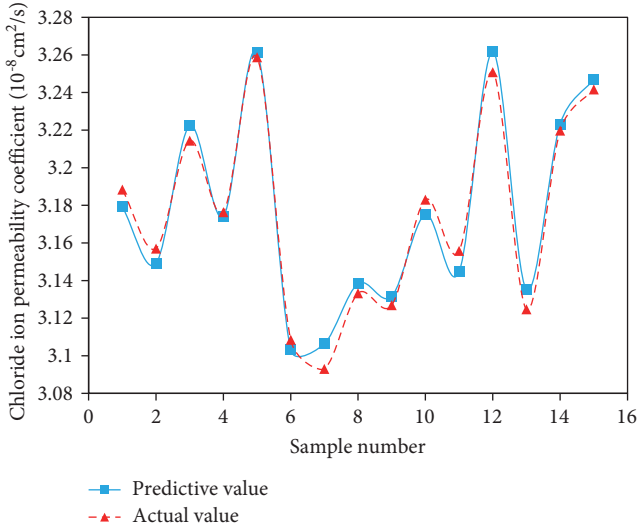 Chloride ion permeability coefficient (10⁻⁸cm²/s)
3.28
3.26
3.24
3.22
3.2
3.18
3.16
3.14
3.12
3.1
3.08
0 2 4 6 8 10 12 14 16
Sample number
Predictive value
Actual value